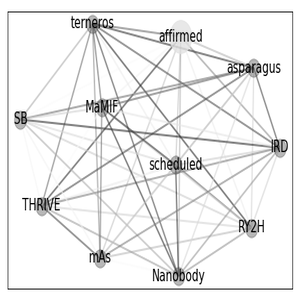 terneros
affirmed
asparagus
MaMIF
SB
IRD
scheduled
THRIVE
RY2H
mAs
Nanobody